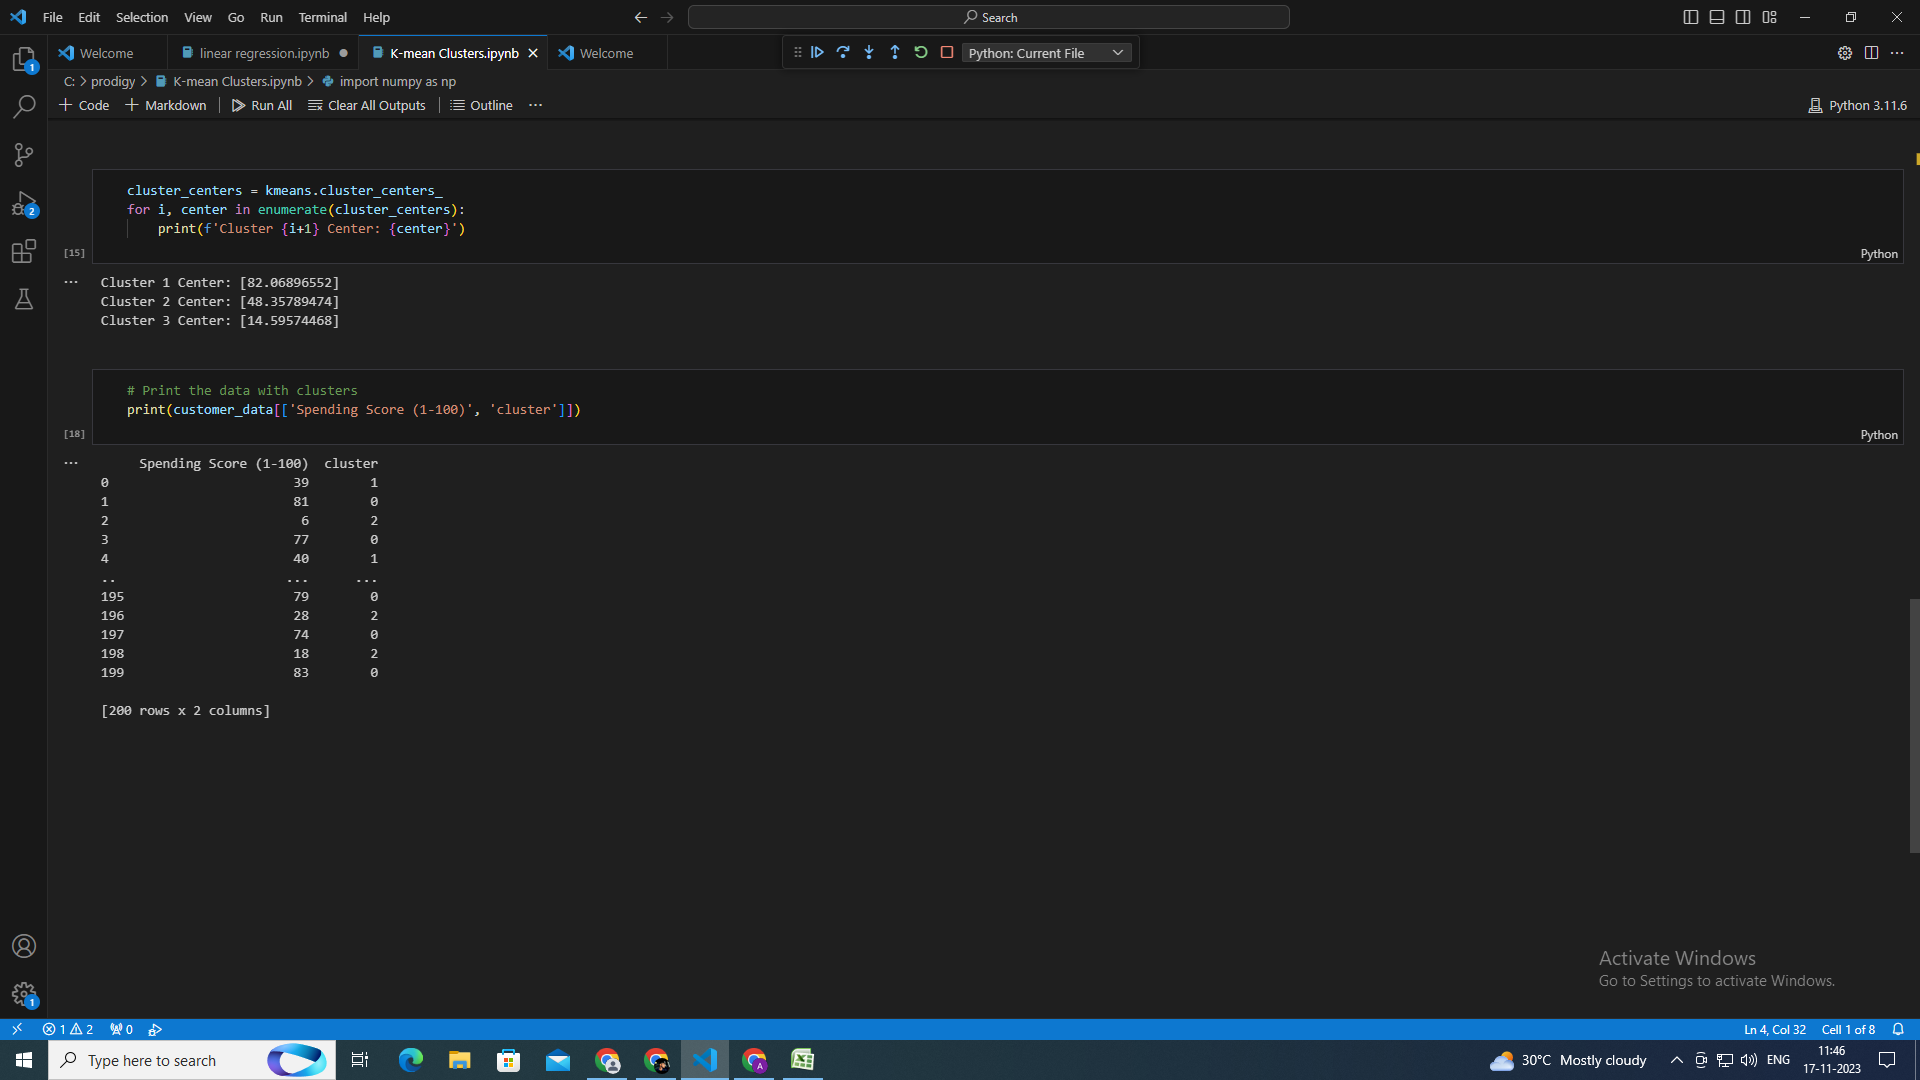 File Edit Selection View Go Run Terminal Help
Search
Welcome
linear regression.ipynb
K-mean Clusters.ipynb
Welcome
Python: Current File
C: > prodigy > K-mean Clusters.ipynb > import numpy as np
+ Code + Markdown | Run All Clear All Outputs | Outline ...
Python 3.11.6
cluster_centers = kmeans.cluster_centers_
for i, center in enumerate(cluster_centers):
print(f'Cluster {i+1} Center: {center}')
[15]
Python
... Cluster 1 Center: [82.06896552]
Cluster 2 Center: [48.35789474]
Cluster 3 Center: [14.59574468]
# Print the data with clusters
print(customer_data[['Spending Score (1-100)', 'cluster']])
[18]
Python
... Spending Score (1-100) cluster
0 39 1
1 81 0
2 6 2
3 77 0
4 40 1
.. ... ...
195 79 0
196 28 2
197 74 0
198 18 2
199 83 0
[200 rows x 2 columns]
1
2
1
Activate Windows
Go to Settings to activate Windows.
1 2 0
Ln 4, Col 32 Cell 1 of 8
Type here to search
A
30°C Mostly cloudy
ENG
11:46
17-11-2023